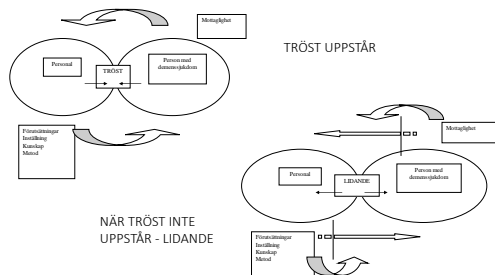 Mottaglighet
TRÖST UPPSTÅR
Personal
TRÖST
Person med
demenssjukdom
Förutsättningar
Inställning
Kunskap
Metod
Mottaglighet
Personal
LIDANDE
Person med
demenssjukdom
NÄR TRÖST INTE
UPPSTÅR - LIDANDE
Förutsättningar
Inställning
Kunskap
Metod